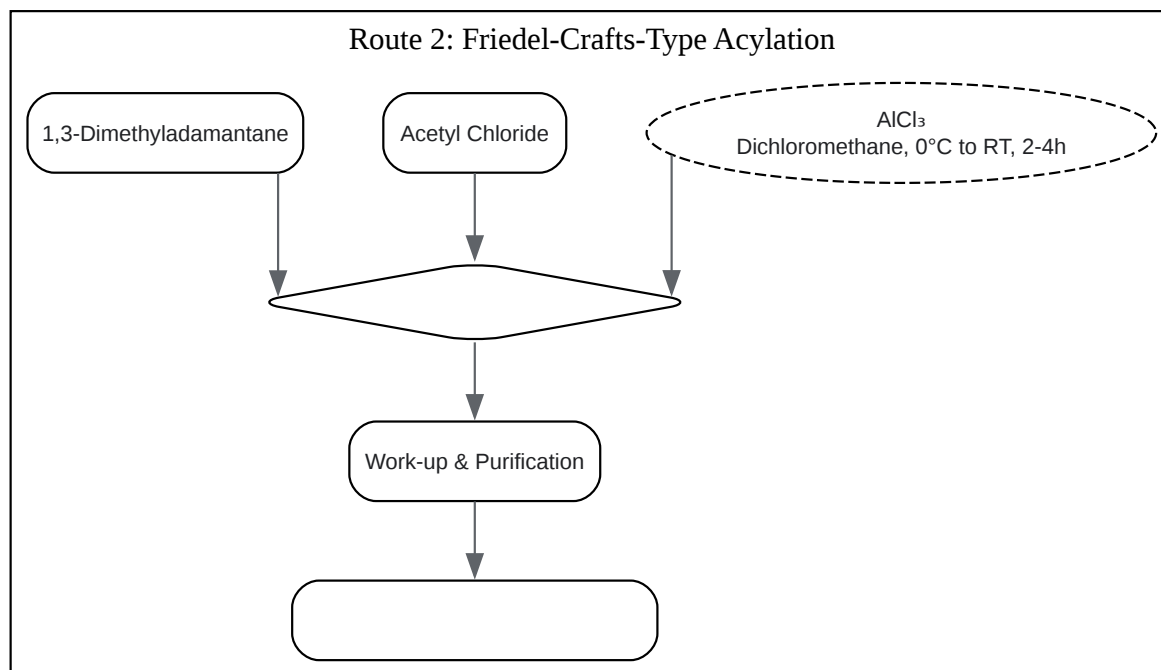 Route 2: Friedel-Crafts-Type Acylation
1,3-Dimethyladamantane
Acetyl Chloride
AlCl₃
Dichloromethane, 0°C to RT, 2-4h
Work-up & Purification